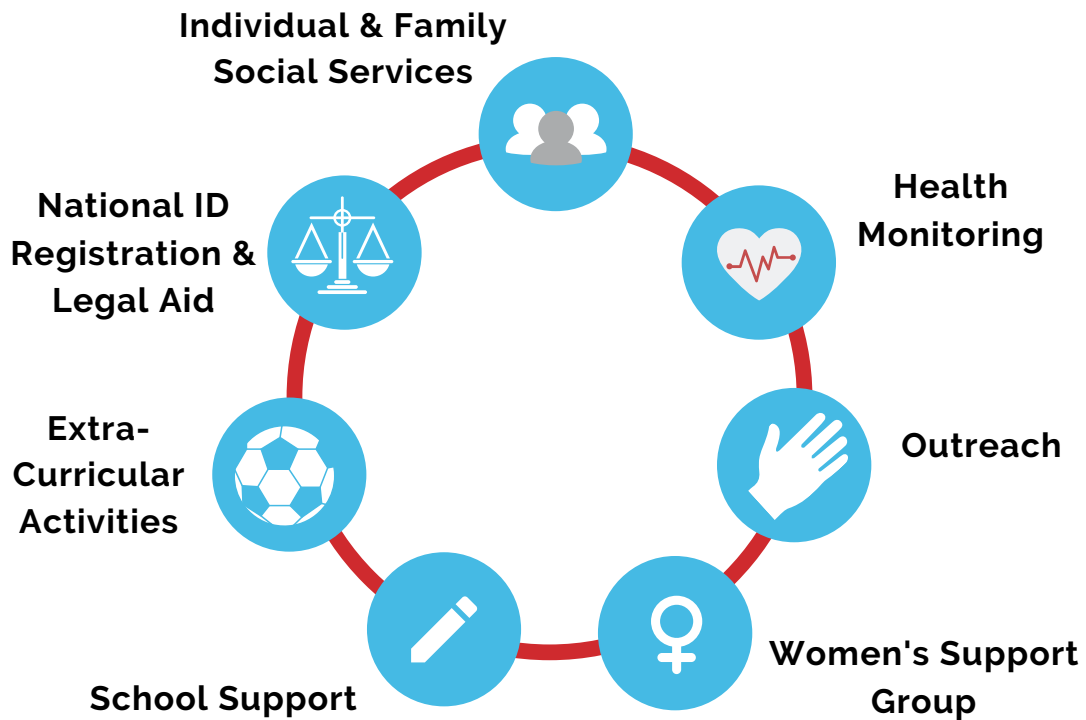 Individual & Family
Social Services
Health
Monitoring
Outreach
Women's Support
Group
School Support
Extra-
Curricular
Activities
National ID
Registration &
Legal Aid